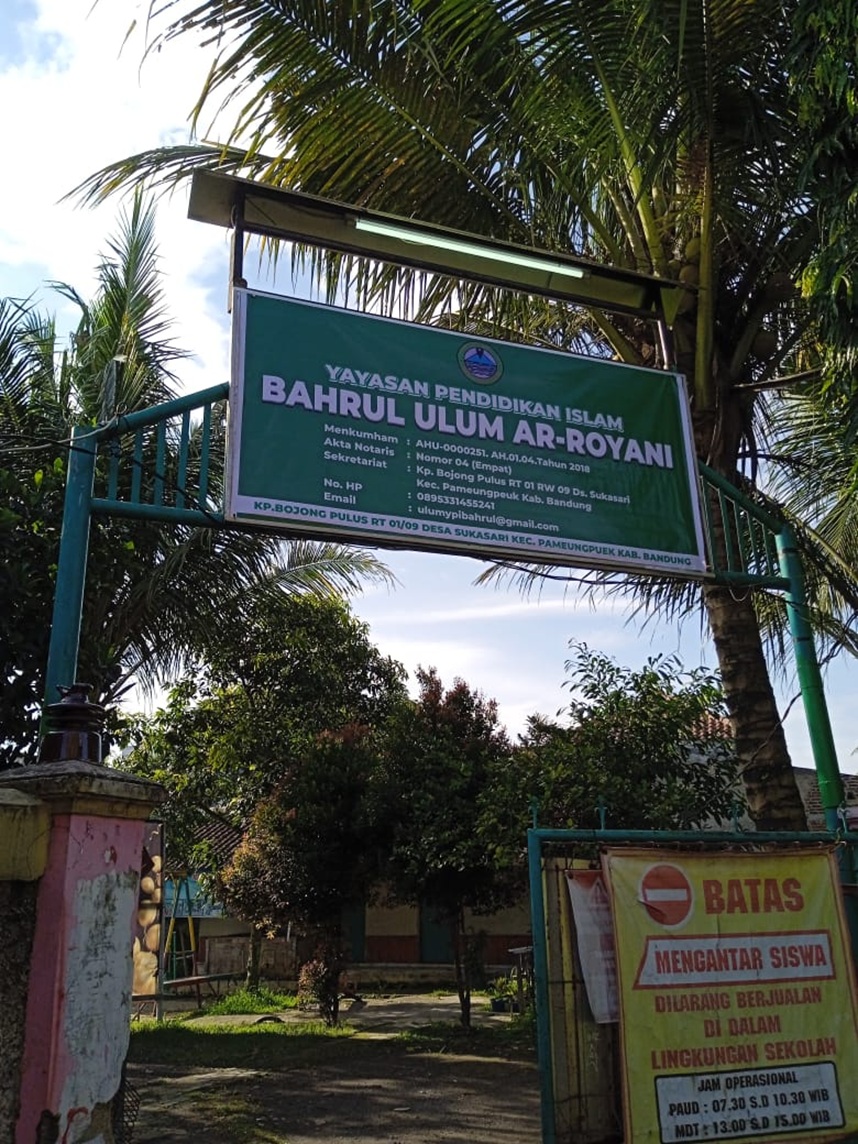 YAYASAN PENDIDIKAN ISLAM
BAHRUL ULUM AR-ROYANI
Menkumham : AHU-0000251. AH.01.04.Tahun 2018
Akta Notaris : Nomor 04 (Empat)
Sekretariat : Kp. Bojong Pulus RT 01 RW 09 Ds. Sukasari
Kec. Pameungpeuk Kab. Bandung
No. HP : 0895331455241
Email : ulumypibahrul@gmail.com
KP.BOJONG PULUS RT 01/09 DESA SUKASARI KEC. PAMEUNGPUEK KAB. BANDUNG
BATAS
MENGANTAR SISWA
DILARANG BERJUALAN
DI DALAM
LINGKUNGAN SEKOLAH
JAM OPERASIONAL
PAUD : 07.30 S.D 10.30 WIB
MDT : 13.00 S.D 15.00 WIB